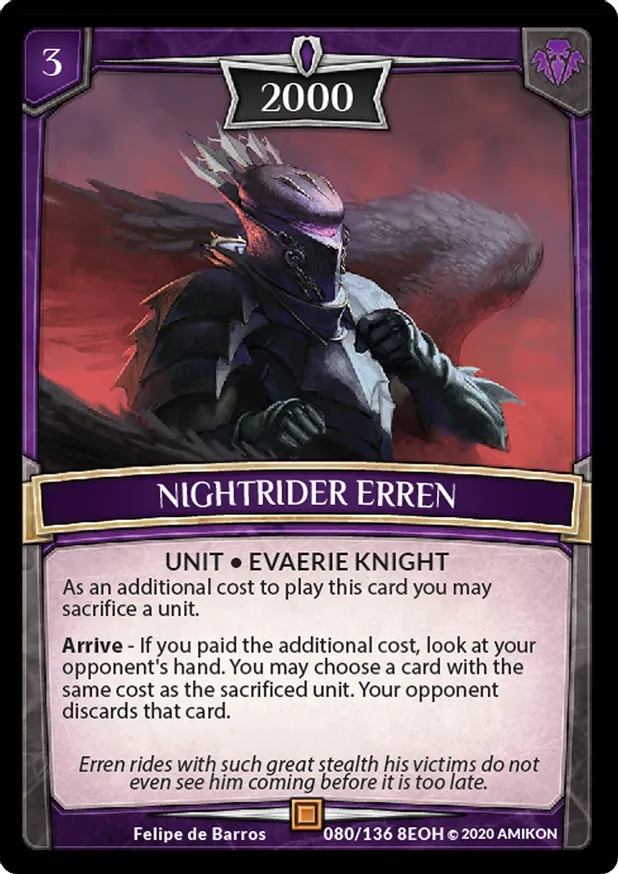 3
2000
NIGHTRIDER ERREN
UNIT • EVAERIE KNIGHT
As an additional cost to play this card you may
sacrifice a unit.
Arrive - If you paid the additional cost, look at your
opponent's hand. You may choose a card with the
same cost as the sacrificed unit. Your opponent
discards that card.
Erren rides with such great stealth his victims do not
even see him coming before it is too late.
Felipe de Barros 080/136 8EOH © 2020 AMIKON